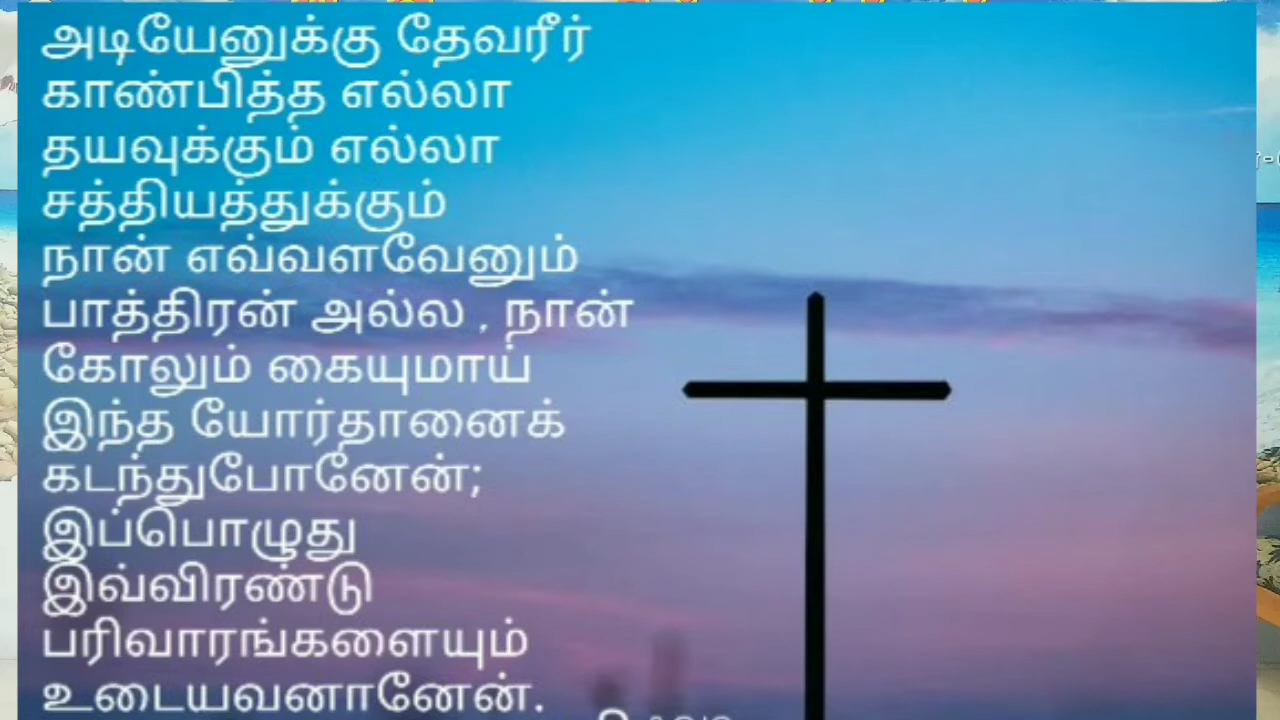 அடியேனுக்கு தேவரீர்
காண்பித்த எல்லா
தயவுக்கும் எல்லா
சத்தியத்துக்கும்
நான் எவ்வளவேனும்
பாத்திரன் அல்ல , நான்
கோலும் கையுமாய்
இந்த யோர்தானைக்
கடந்துபோனேன்;
இப்பொழுது
இவ்விரண்டு
பரிவாரங்களையும்
உடையவனானேன்.